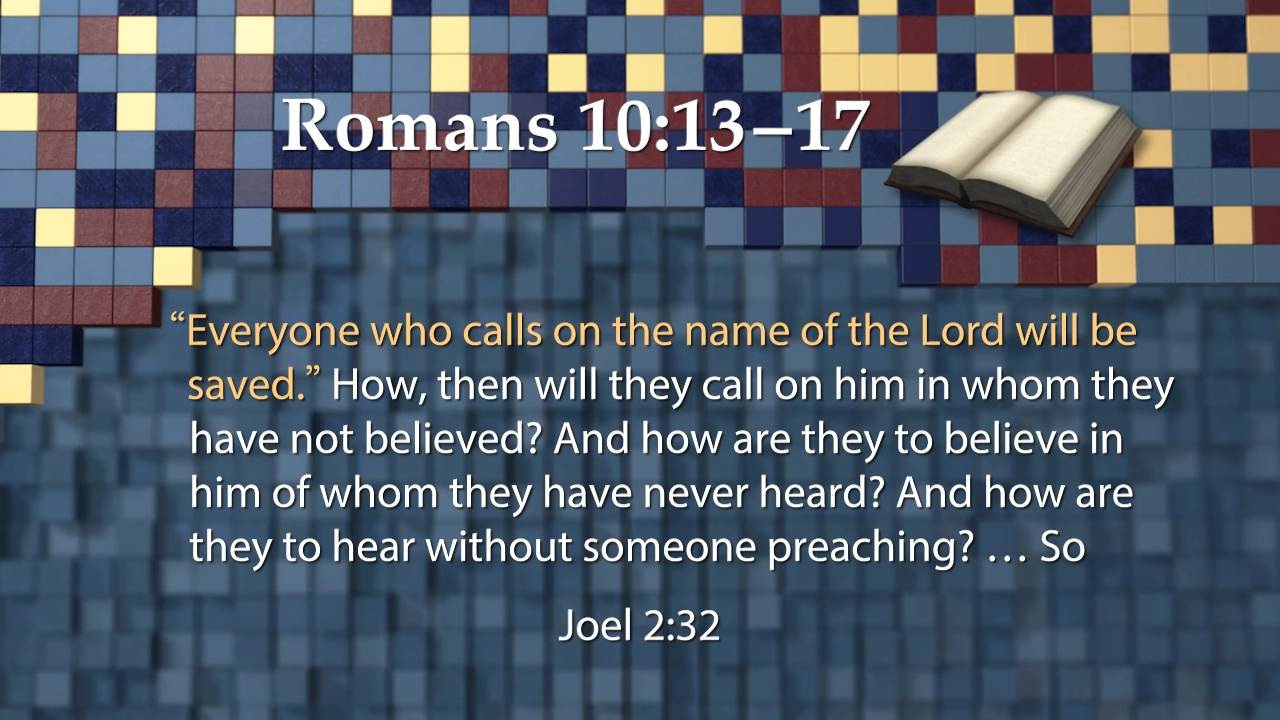 Romans 10:13–17
“Everyone who calls on the name of the Lord will be
saved.” How, then will they call on him in whom they
have not believed? And how are they to believe in
him of whom they have never heard? And how are
they to hear without someone preaching? … So
Joel 2:32